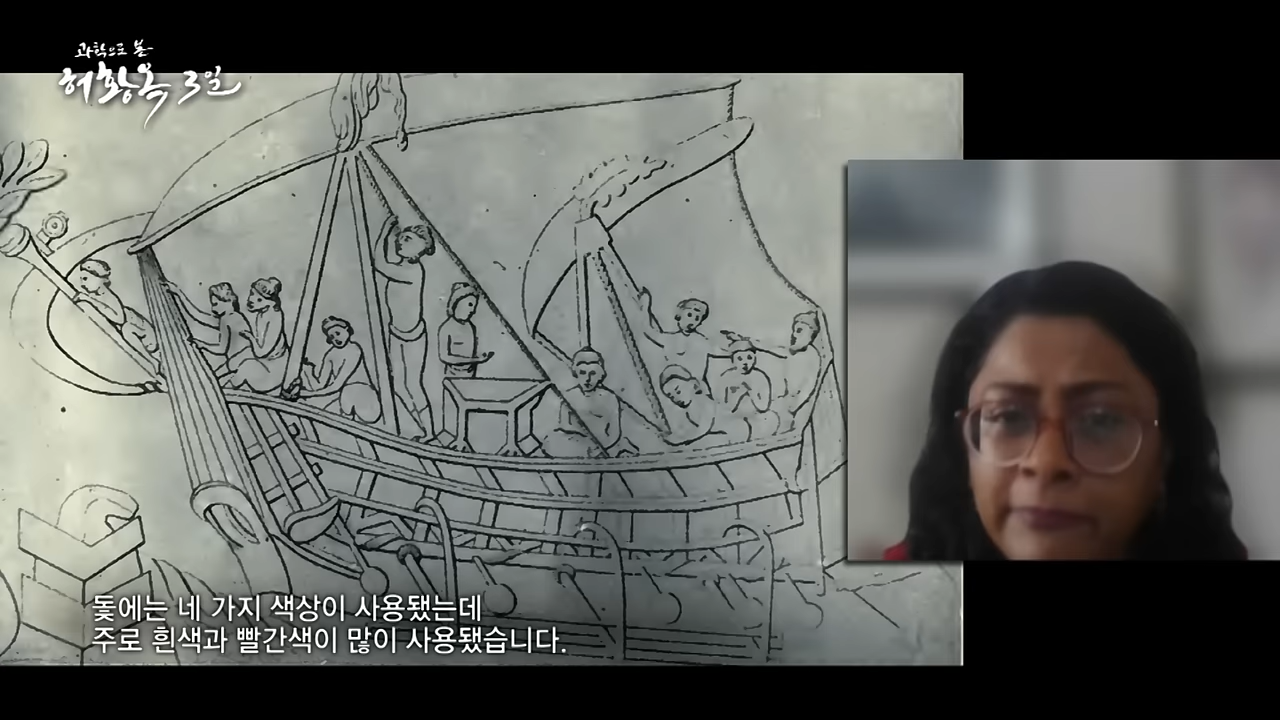 과학으로 본
허황옥 3일
돛에는 네 가지 색상이 사용됐는데
주로 흰색과 빨간색이 많이 사용됐습니다.